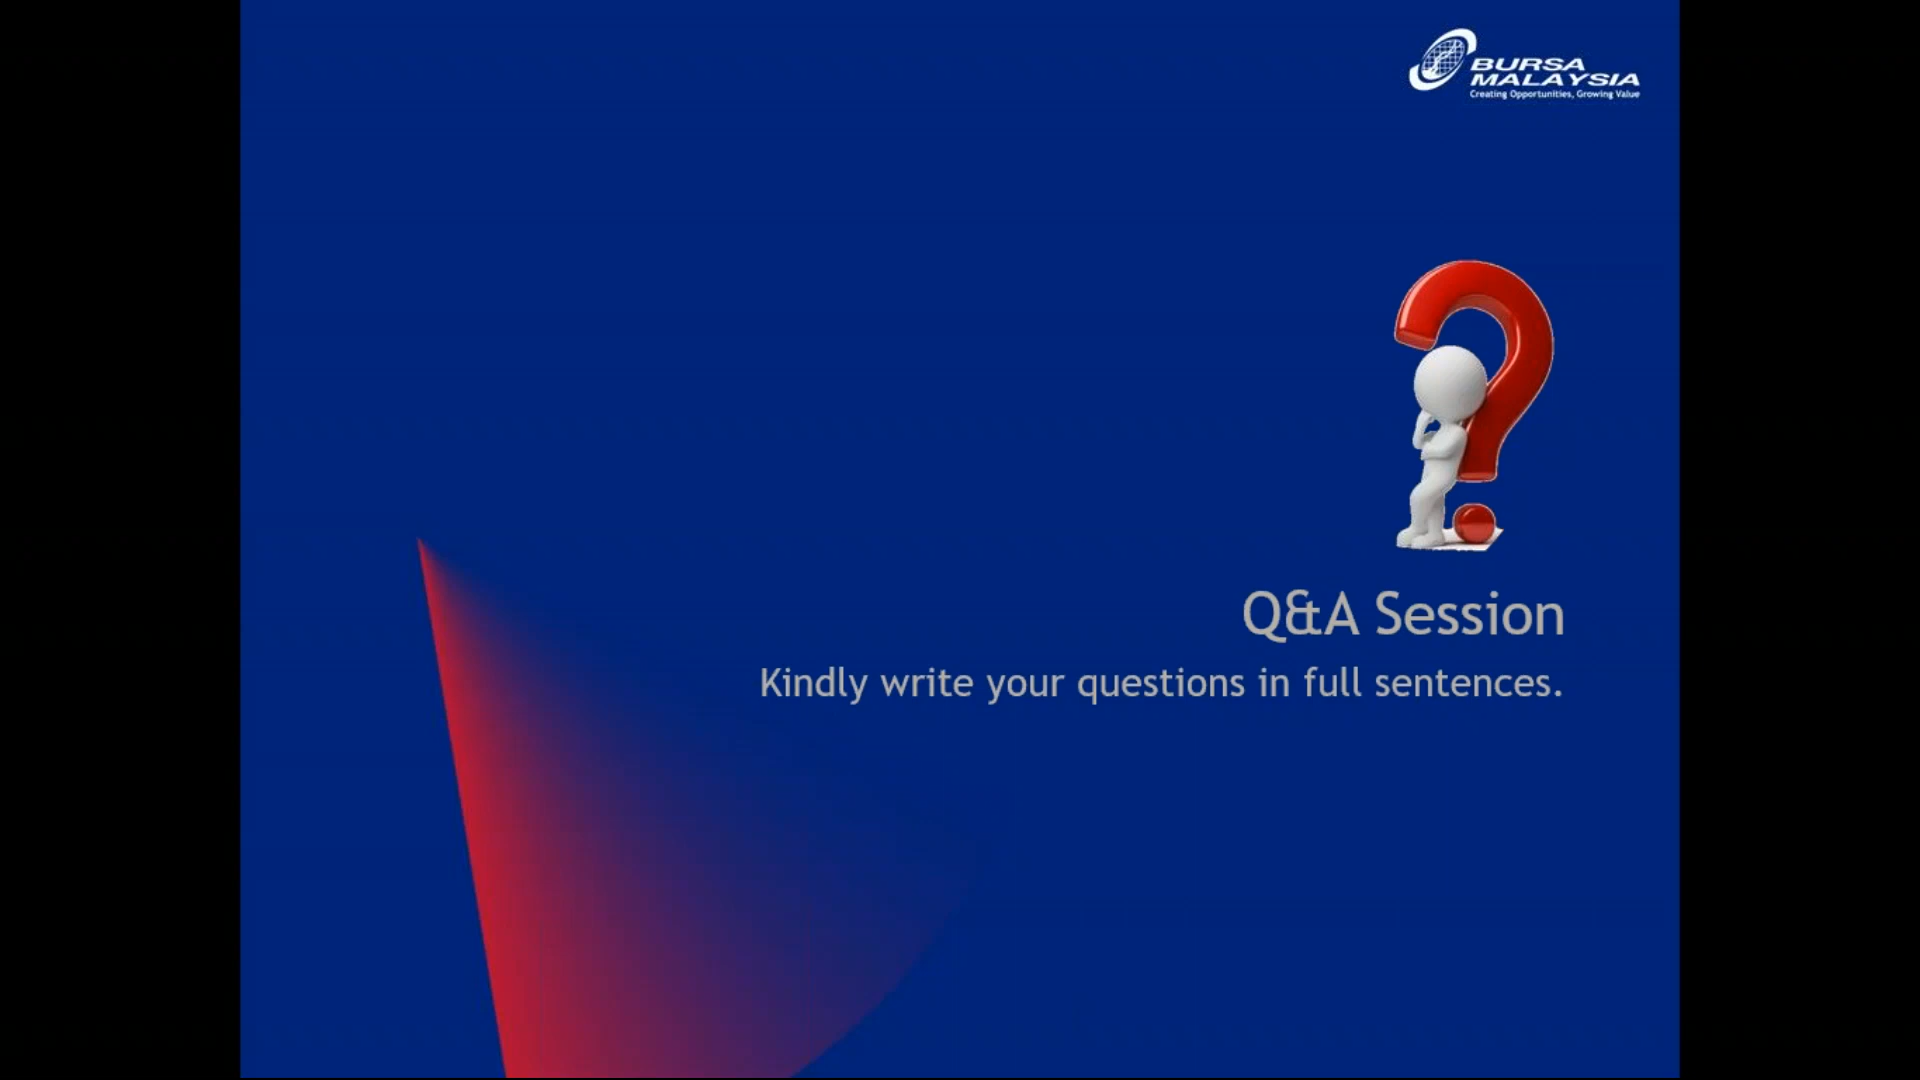 BURSA
MALAYSIA
Creating Opportunities, Growing Value
Q&A Session
Kindly write your questions in full sentences.